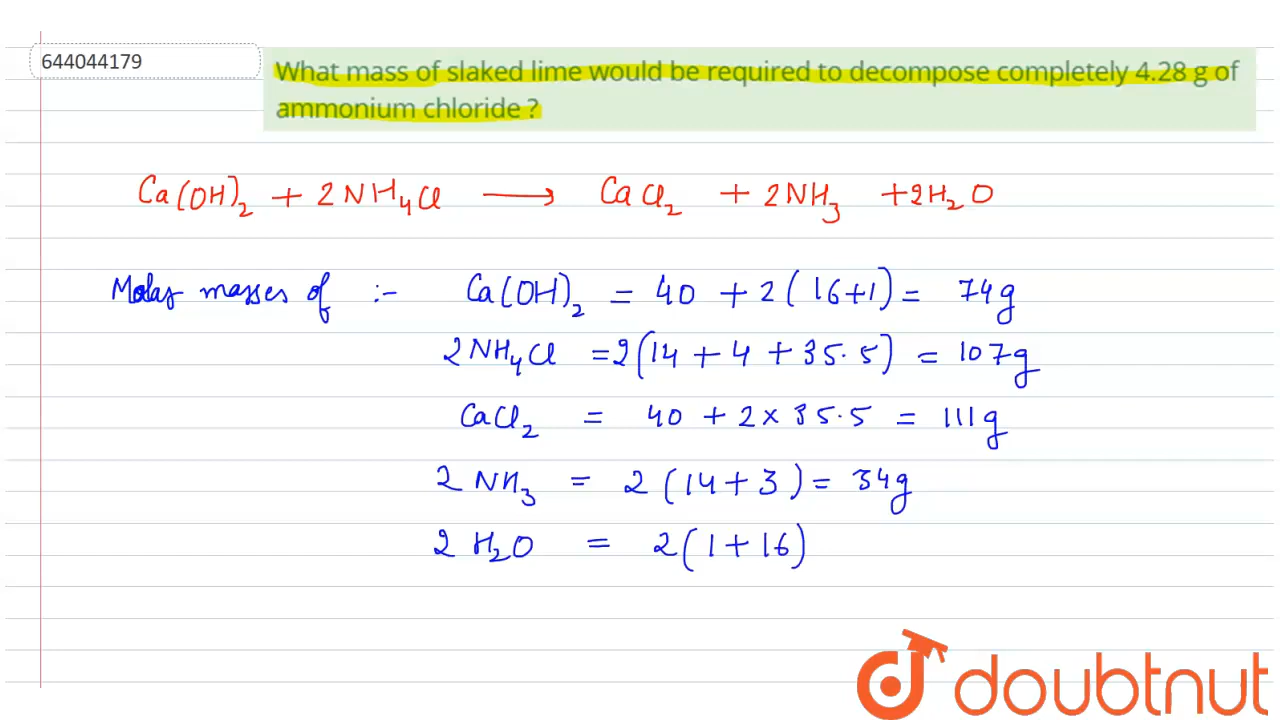 644044179
What mass of slaked lime would be required to decompose completely 4.28 g of
ammonium chloride ?
Ca(OH)₂ + 2NH₄Cl → CaCl₂ + 2NH₃ + 2H₂O
Molar masses of :- Ca(OH)₂ = 40 + 2(16+1) = 74g
2NH₄Cl = 2(14 + 4 + 35.5) = 107g
CaCl₂ = 40 + 2×35.5 = 111g
2NH₃ = 2(14+3) = 34g
2H₂O = 2(1+16)
doubtnut